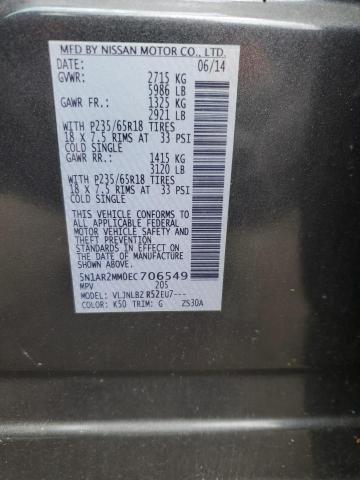 MFD BY NISSAN MOTOR CO., LTD.
DATE: 06/14
GVWR: 2715 KG
5986 LB
GAWR FR.: 1325 KG
2921 LB
WITH P235/65R18 TIRES
18 X 7.5 RIMS AT 33 PSI
COLD SINGLE
GAWR RR.: 1415 KG
3120 LB
WITH P235/65R18 TIRES
18 X 7.5 RIMS AT 33 PSI
COLD SINGLE
THIS VEHICLE CONFORMS TO
ALL APPLICABLE FEDERAL
MOTOR VEHICLE SAFETY
STANDARDS IN EFFECT ON
THE DATE OF MANUFACTURE
SHOWN ABOVE.
5N1AR2MM0EC706549
MPV 205
MODEL: VLJNLBZ R52EU7---
COLOR: K50 TRIM: G ZS30A